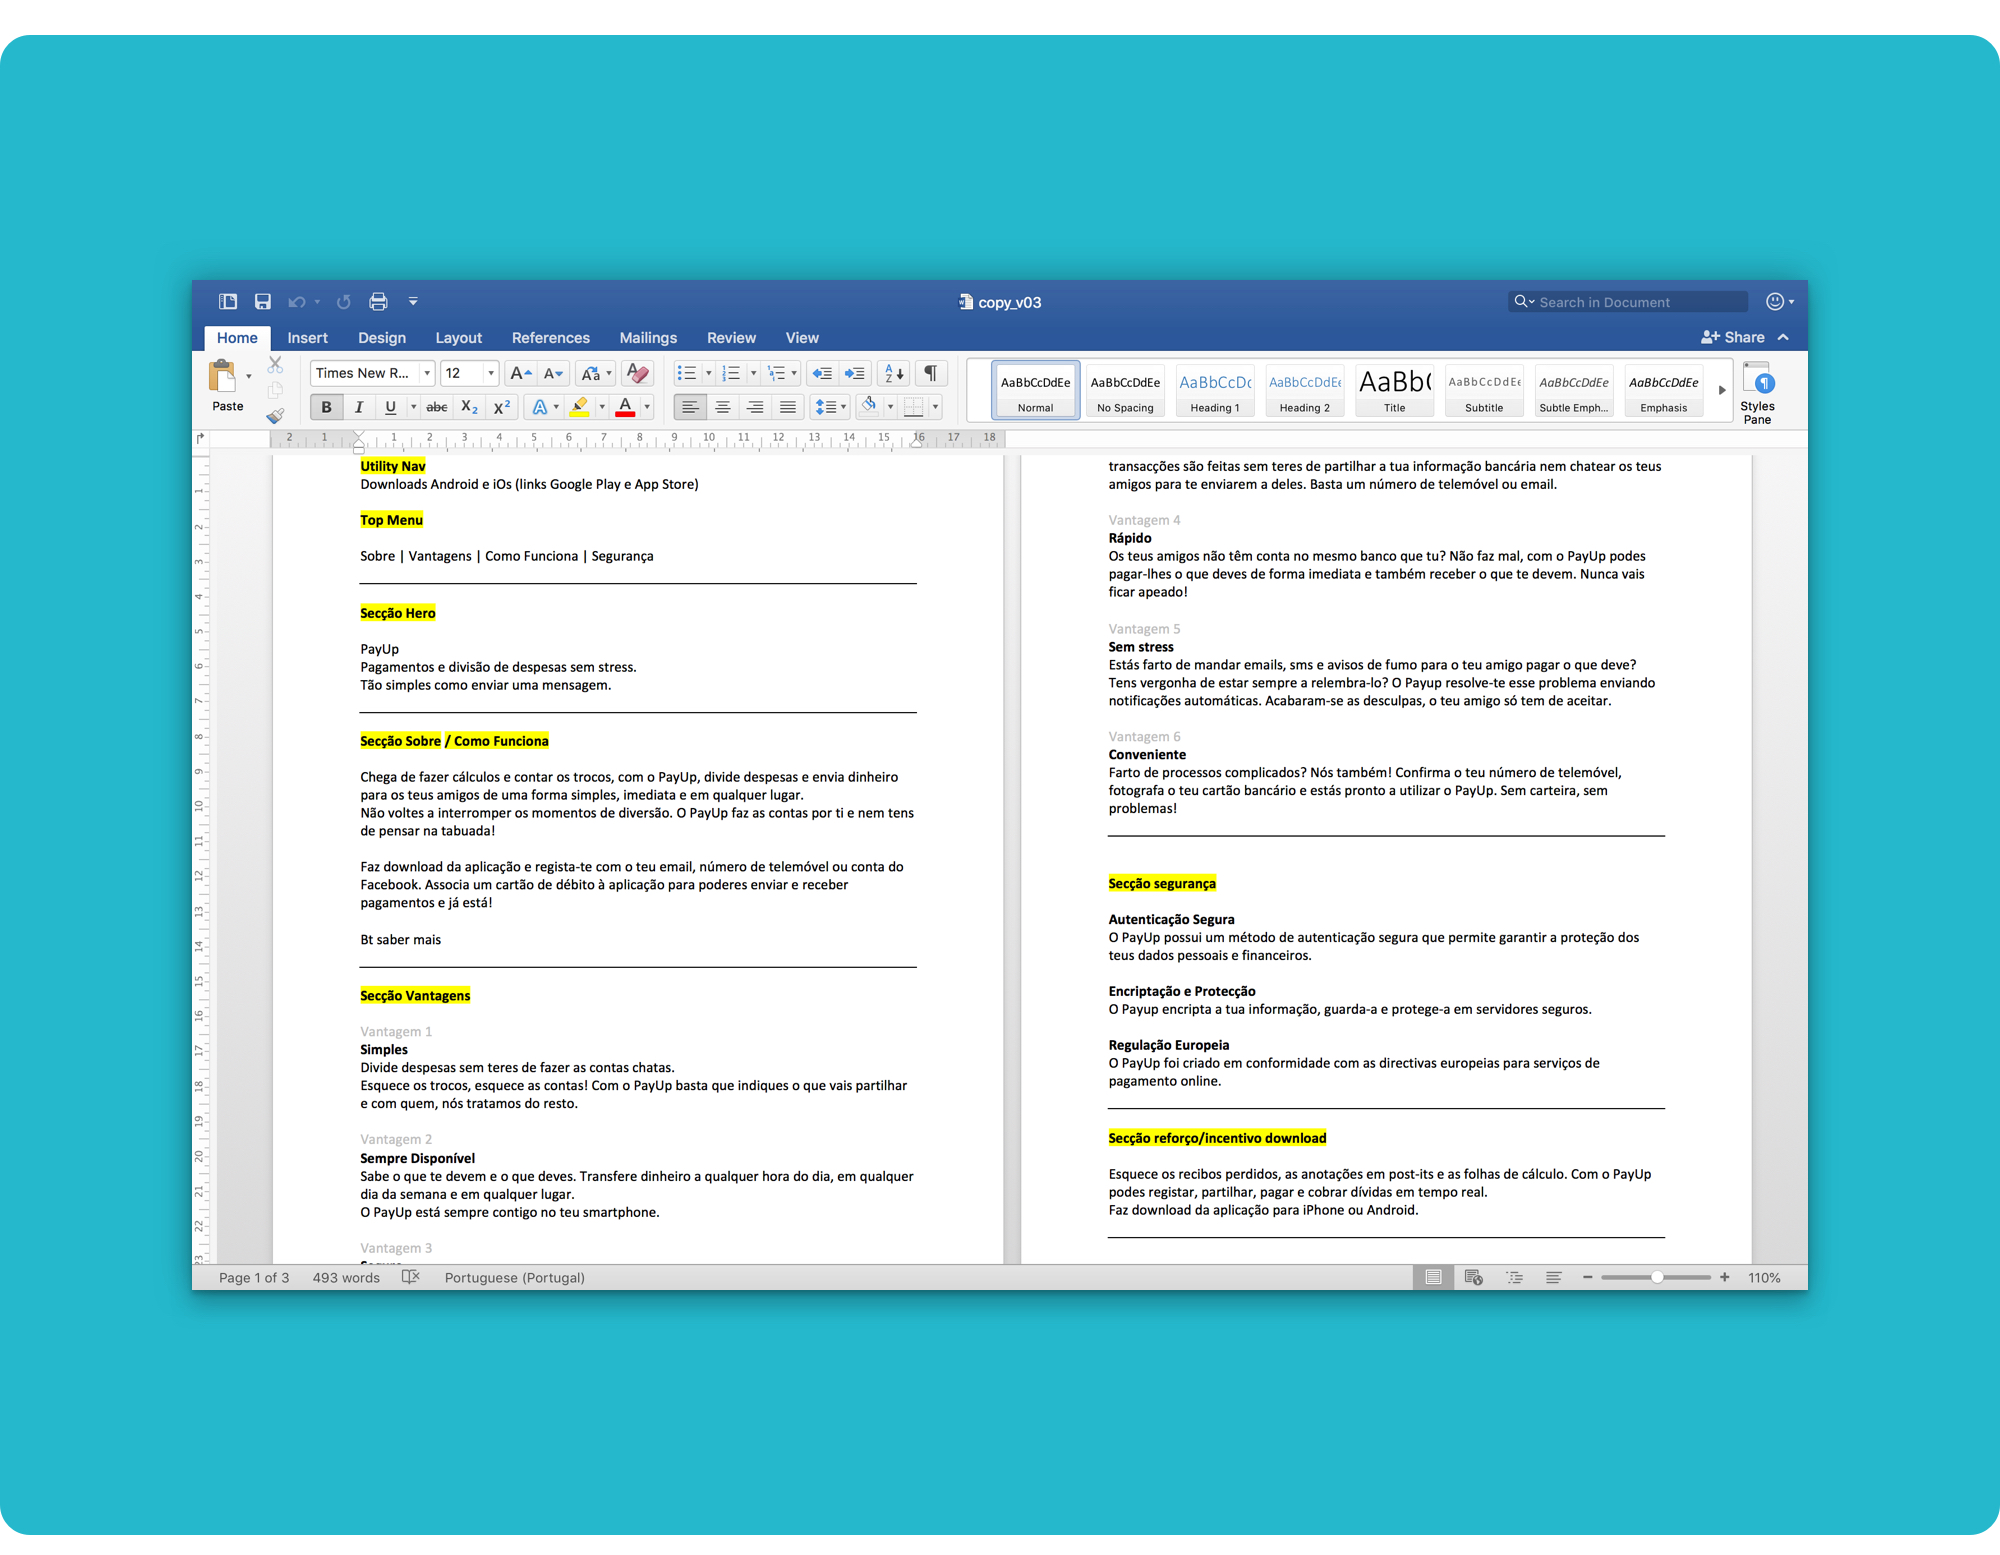 copy_v03
Search in Document
Home Insert Design Layout References Mailings Review View
Share
Paste
Times New R... 12
AaBbCcDdEe AaBbCcDdEe AaBbCcDc AaBbCcDdEe AaBb( AaBbCcDdEe AaBbCcDdEe AaBbCcDdEe
Normal No Spacing Heading 1 Heading 2 Title Subtitle Subtle Emph... Emphasis
Styles
Pane
2 1 1 2 3 4 5 6 7 8 9 10 11 12 13 14 15 16 17 18
Utility Nav
Downloads Android e iOs (links Google Play e App Store)
Top Menu
Sobre | Vantagens | Como Funciona | Segurança
Secção Hero
PayUp
Pagamentos e divisão de despesas sem stress.
Tão simples como enviar uma mensagem.
Secção Sobre / Como Funciona
Chega de fazer cálculos e contar os trocos, com o PayUp, divide despesas e envia dinheiro
para os teus amigos de uma forma simples, imediata e em qualquer lugar.
Não voltes a interromper os momentos de diversão. O PayUp faz as contas por ti e nem tens
de pensar na tabuada!
Faz download da aplicação e regista-te com o teu email, número de telemóvel ou conta do
Facebook. Associa um cartão de débito à aplicação para poderes enviar e receber
pagamentos e já está!
Bt saber mais
Secção Vantagens
Vantagem 1
Simples
Divide despesas sem teres de fazer as contas chatas.
Esquece os trocos, esquece as contas! Com o PayUp basta que indiques o que vais partilhar
e com quem, nós tratamos do resto.
Vantagem 2
Sempre Disponível
Sabe o que te devem e o que deves. Transfere dinheiro a qualquer hora do dia, em qualquer
dia da semana e em qualquer lugar.
O PayUp está sempre contigo no teu smartphone.
Vantagem 3
transacções são feitas sem teres de partilhar a tua informação bancária nem chatear os teus
amigos para te enviarem a deles. Basta um número de telemóvel ou email.
Vantagem 4
Rápido
Os teus amigos não têm conta no mesmo banco que tu? Não faz mal, com o PayUp podes
pagar-lhes o que deves de forma imediata e também receber o que te devem. Nunca vais
ficar apeado!
Vantagem 5
Sem stress
Estás farto de mandar emails, sms e avisos de fumo para o teu amigo pagar o que deve?
Tens vergonha de estar sempre a relembra-lo? O Payup resolve-te esse problema enviando
notificações automáticas. Acabaram-se as desculpas, o teu amigo só tem de aceitar.
Vantagem 6
Conveniente
Farto de processos complicados? Nós também! Confirma o teu número de telemóvel,
fotografa o teu cartão bancário e estás pronto a utilizar o PayUp. Sem carteira, sem
problemas!
Secção segurança
Autenticação Segura
O PayUp possui um método de autenticação segura que permite garantir a proteção dos
teus dados pessoais e financeiros.
Encriptação e Protecção
O Payup encripta a tua informação, guarda-a e protege-a em servidores seguros.
Regulação Europeia
O PayUp foi criado em conformidade com as directivas europeias para serviços de
pagamento online.
Secção reforço/incentivo download
Esquece os recibos perdidos, as anotações em post-its e as folhas de cálculo. Com o PayUp
podes registar, partilhar, pagar e cobrar dívidas em tempo real.
Faz download da aplicação para iPhone ou Android.
Page 1 of 3 493 words Portuguese (Portugal) 110%